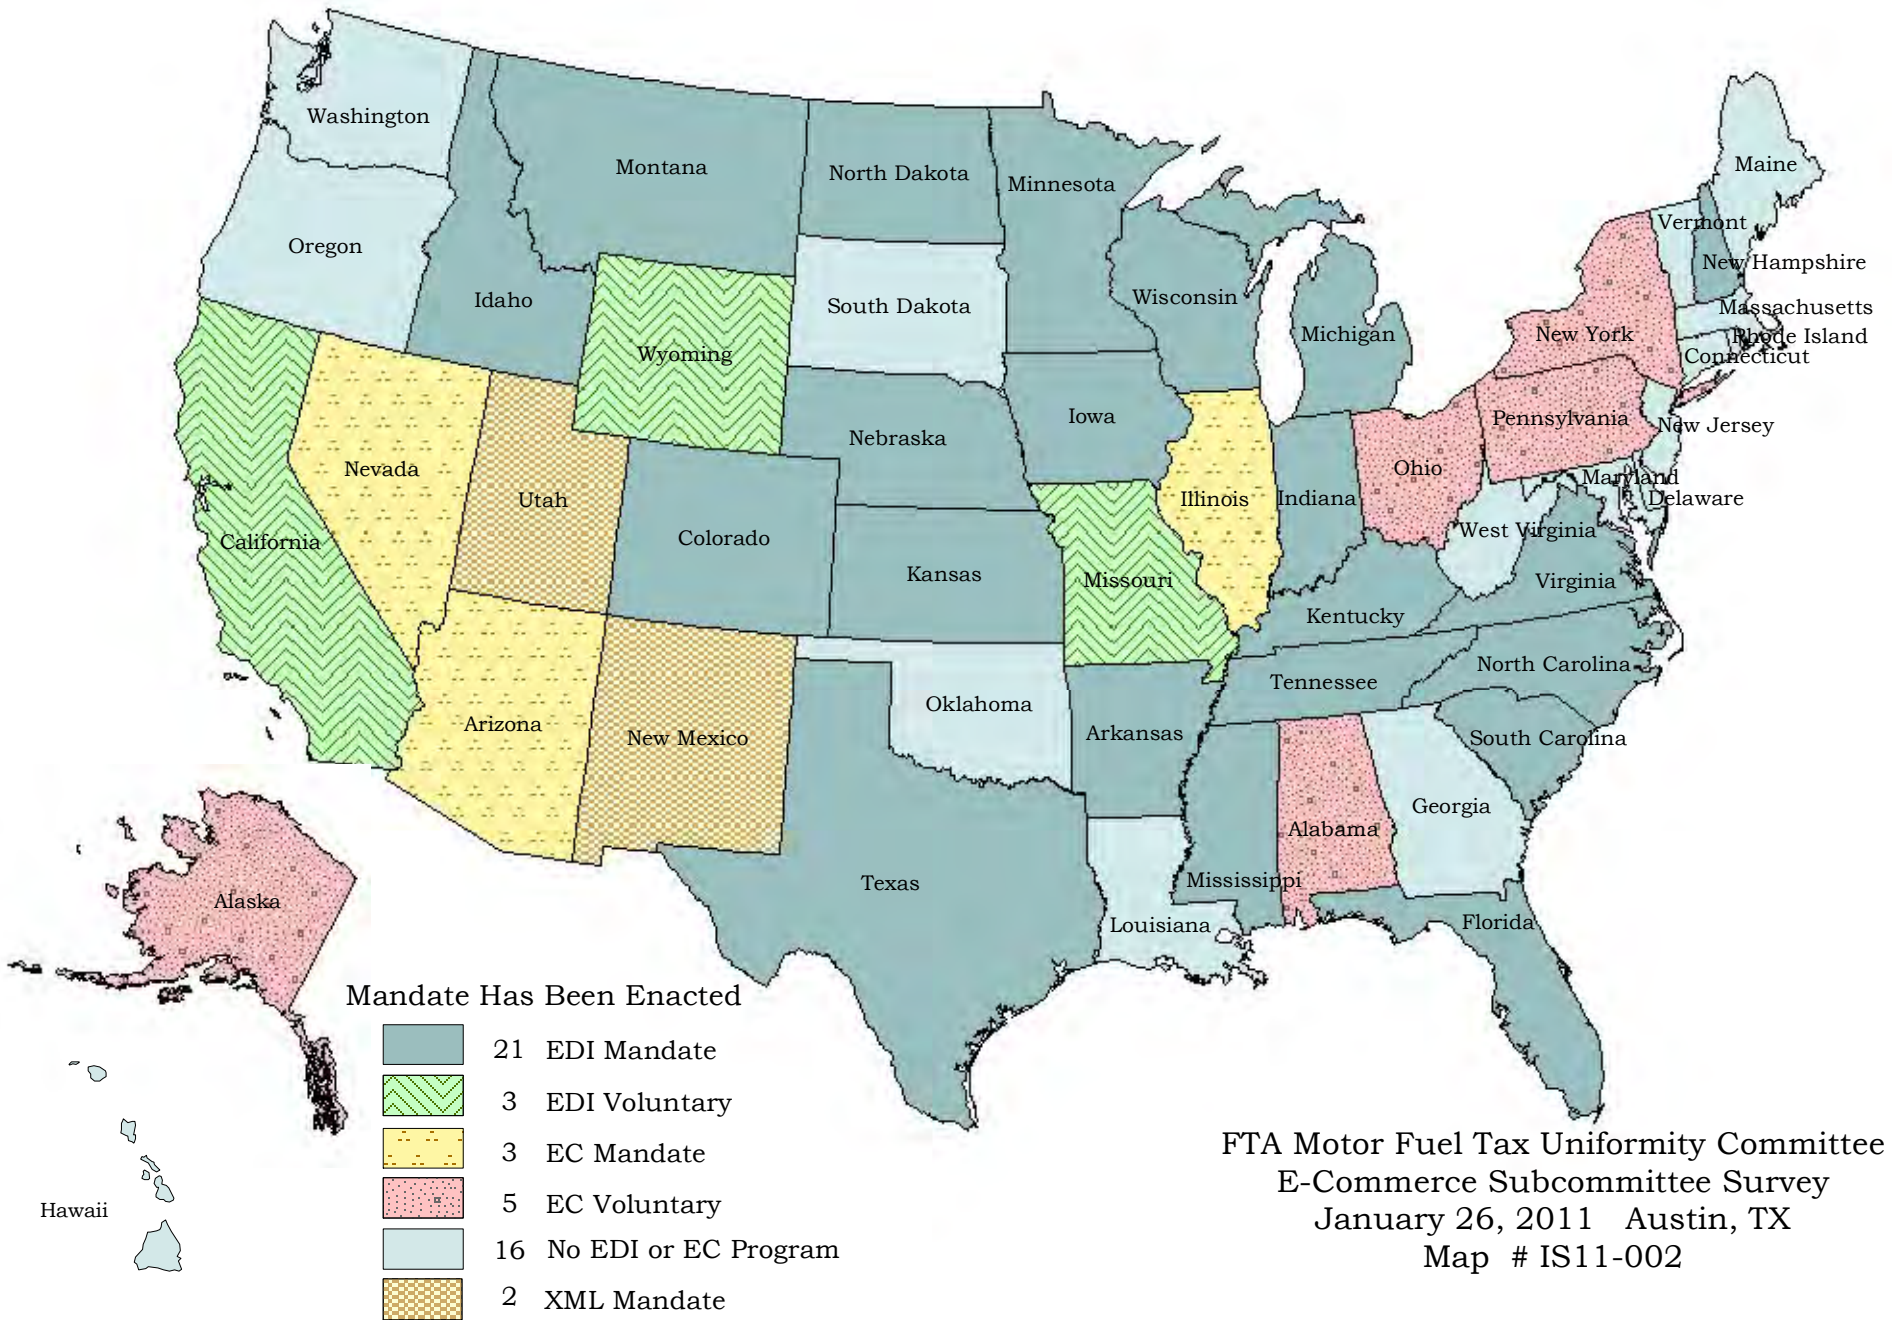 Washington
Montana
North Dakota
Minnesota
Maine
Vermont
Oregon
New Hampshire
Idaho
South Dakota
Wisconsin
Massachusetts
Michigan
New York
Rhode Island
Wyoming
Connecticut
Iowa
Pennsylvania
New Jersey
Nebraska
Nevada
Ohio
Maryland
Utah
Illinois
Indiana
Delaware
West Virginia
California
Colorado
Kansas
Missouri
Virginia
Kentucky
North Carolina
Tennessee
Oklahoma
Arizona
New Mexico
Arkansas
South Carolina
Georgia
Alabama
Texas
Mississippi
Alaska
Louisiana
Florida
Hawaii
Mandate Has Been Enacted
21 EDI Mandate
3 EDI Voluntary
3 EC Mandate
5 EC Voluntary
16 No EDI or EC Program
2 XML Mandate
FTA Motor Fuel Tax Uniformity Committee
E-Commerce Subcommittee Survey
January 26, 2011 Austin, TX
Map # IS11-002